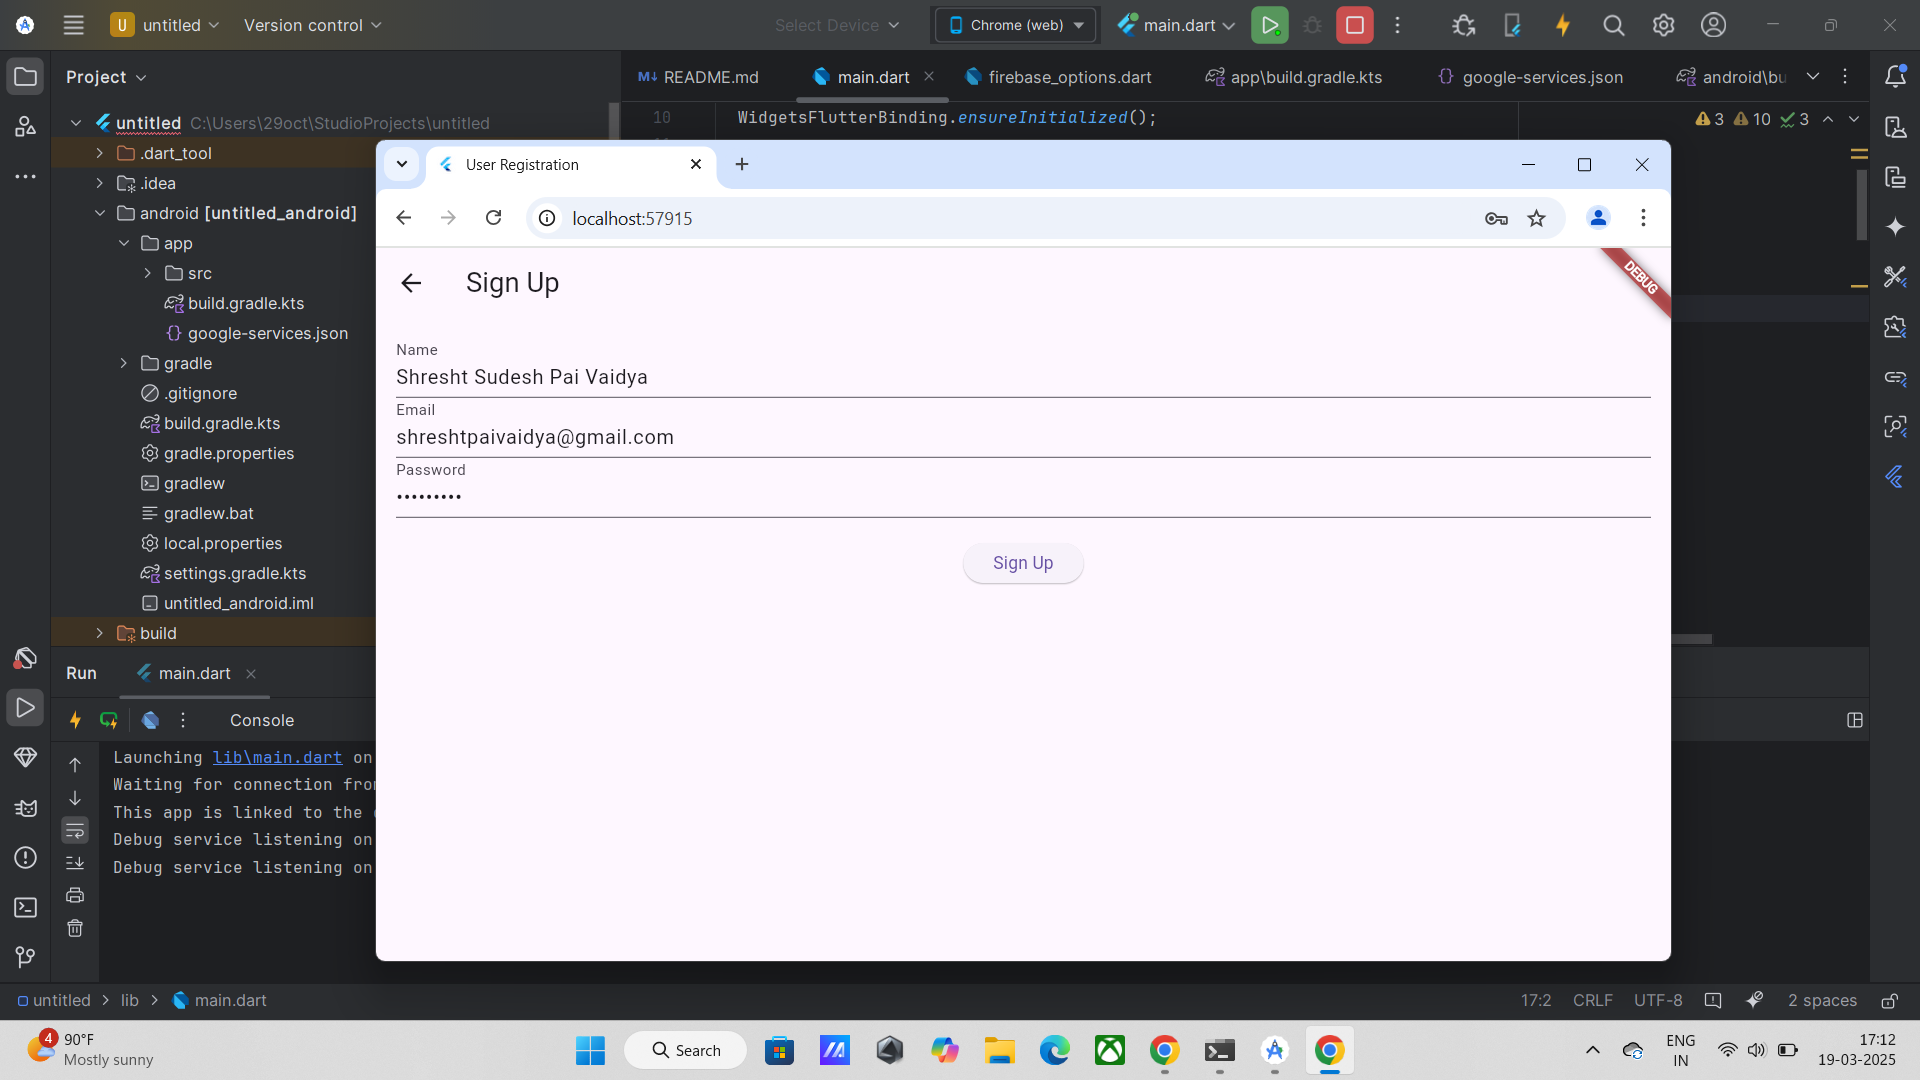 U untitled Version control Select Device Chrome (web) main.dart
Project
README.md main.dart firebase_options.dart app\build.gradle.kts google-services.json android\bu
untitled C:\Users\29oct\StudioProjects\untitled
10 WidgetsFlutterBinding.ensureInitialized();
3 10 3
.dart_tool
.idea
android [untitled_android]
app
src
build.gradle.kts
google-services.json
gradle
.gitignore
build.gradle.kts
gradle.properties
gradlew
gradlew.bat
local.properties
settings.gradle.kts
untitled_android.iml
build
User Registration
localhost:57915
DEBUG
Sign Up
Name
Shresht Sudesh Pai Vaidya
Email
shreshtpaivaidya@gmail.com
Password
•••••••••
Sign Up
Run main.dart
Console
Launching lib\main.dart on
Waiting for connection from
This app is linked to the
Debug service listening on
Debug service listening on
untitled > lib > main.dart
17:2 CRLF UTF-8 2 spaces
4
90°F
Mostly sunny
Search
ENG
IN
17:12
19-03-2025